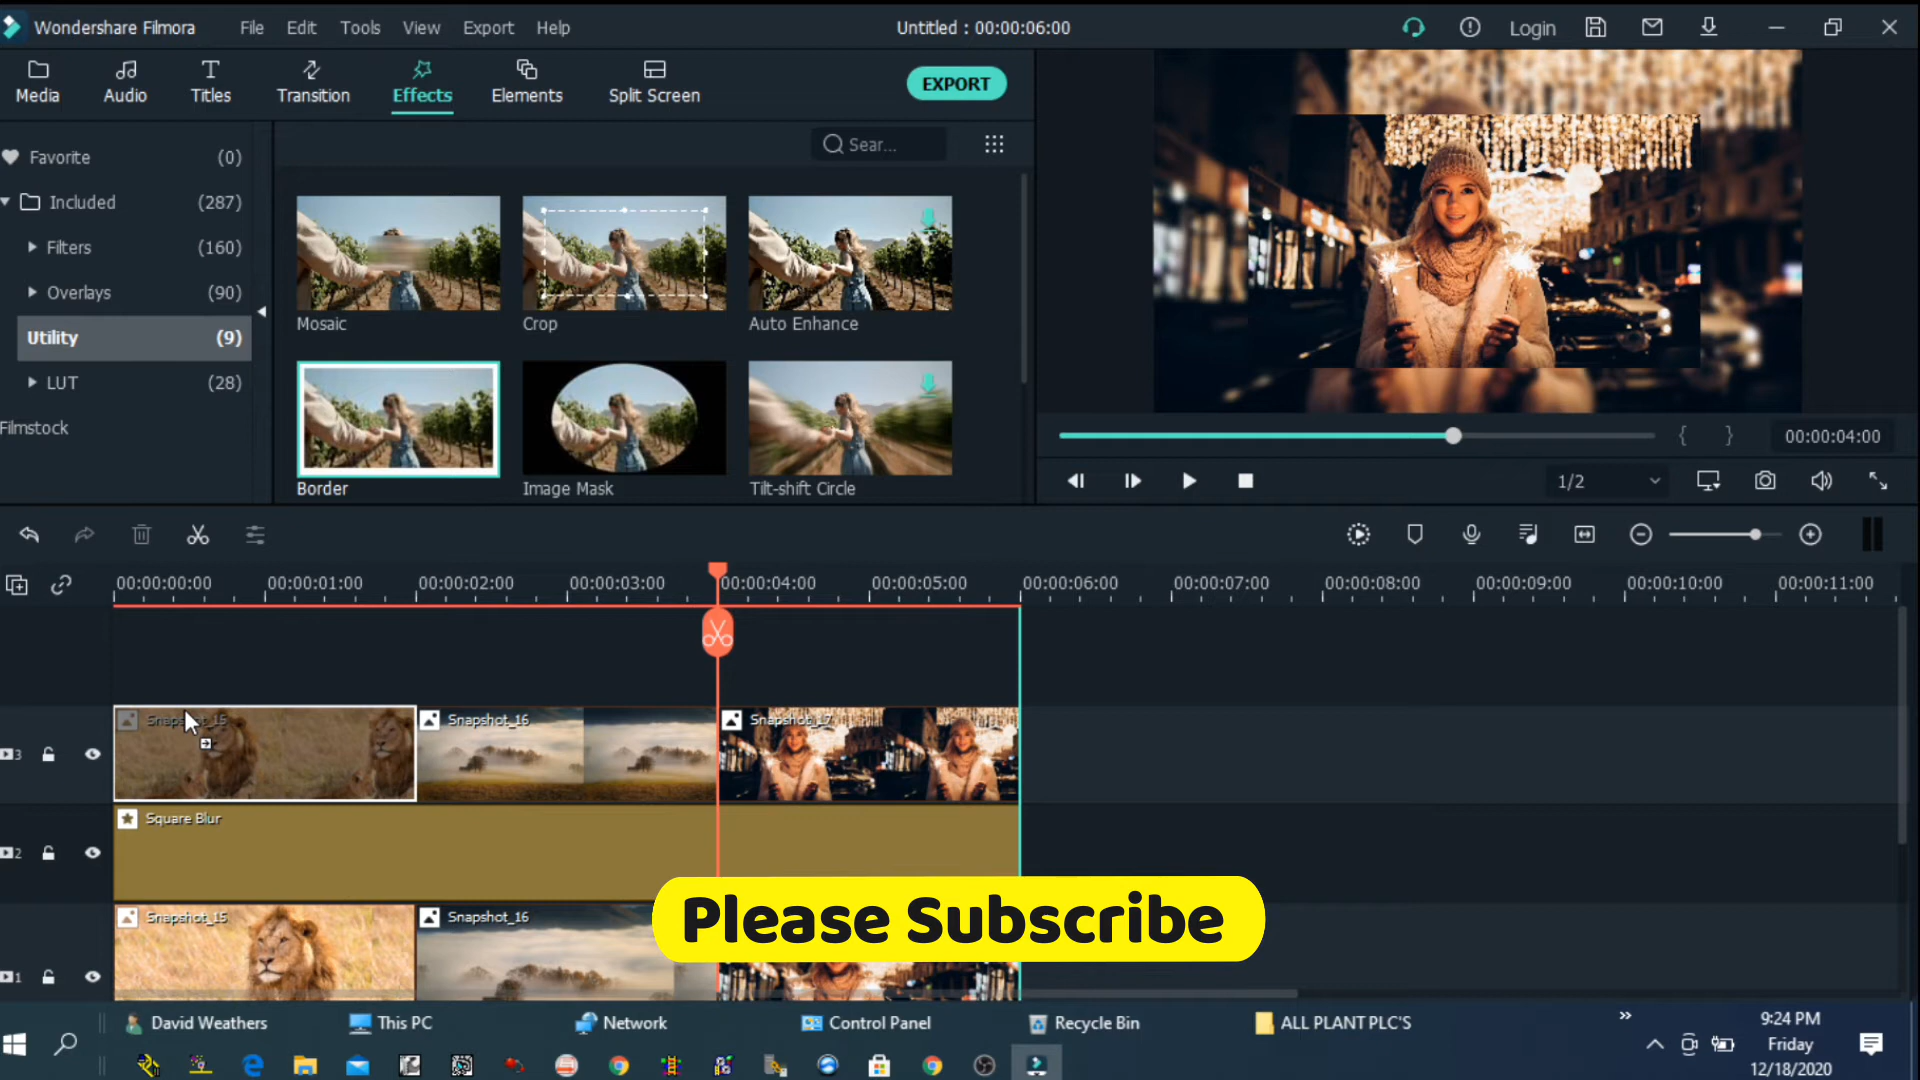 Wondershare Filmora File Edit Tools View Export Help Untitled : 00:00:06:00 Login
Media Audio Titles Transition Effects Elements Split Screen EXPORT
Favorite (0)
Included (287)
Filters (160)
Overlays (90)
Utility (9)
LUT (28)
Filmstock
Sear...
Mosaic Crop Auto Enhance
Border Image Mask Tilt-shift Circle
{ } 00:00:04:00
1/2
00:00:00:00 00:00:01:00 00:00:02:00 00:00:03:00 00:00:04:00 00:00:05:00 00:00:06:00 00:00:07:00 00:00:08:00 00:00:09:00 00:00:10:00 00:00:11:00
Snapshot_15 Snapshot_16 Snapshot_17
3
Square Blur
2
Snapshot_15 Snapshot_16
1
Please Subscribe
David Weathers This PC Network Control Panel Recycle Bin ALL PLANT PLC'S
9:24 PM
Friday
12/18/2020